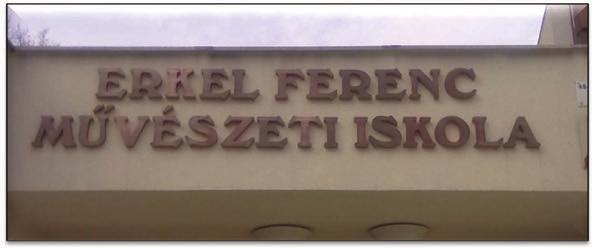 ERKEL FERENC
MŰVÉSZETI ISKOLA